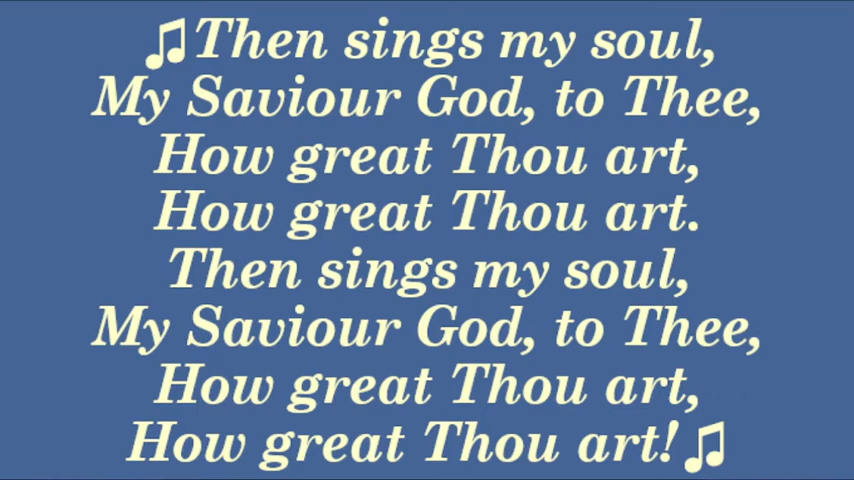 ♫Then sings my soul,
My Saviour God, to Thee,
How great Thou art,
How great Thou art.
Then sings my soul,
My Saviour God, to Thee,
How great Thou art,
How great Thou art!♫